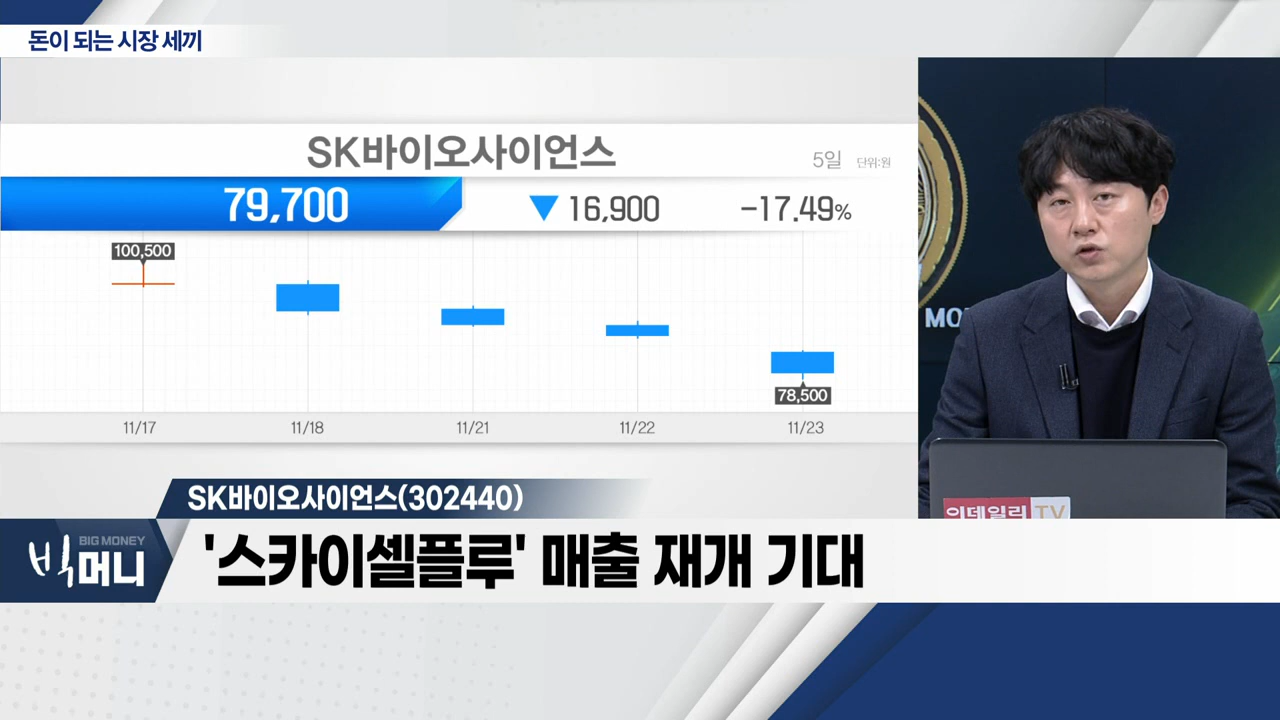 돈이 되는 시장 세끼
SK바이오사이언스
5일 단위:원
79,700 ▼ 16,900 -17.49%
100,500
78,500
11/17 11/18 11/21 11/22 11/23
이데일리 TV
SK바이오사이언스(302440)
BIG MONEY
빅머니
'스카이셀플루' 매출 재개 기대